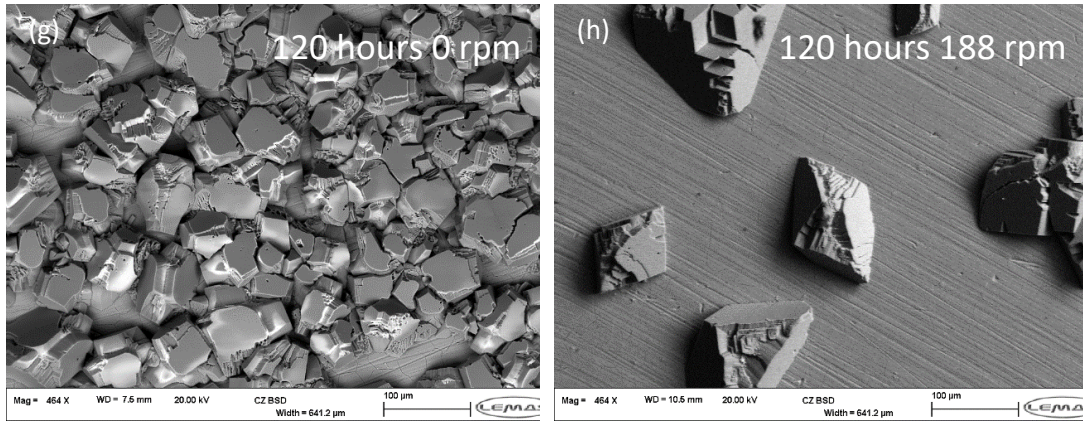 (g)
120 hours 0 rpm
Mag = 464 X WD = 7.5 mm 20.00 kV CZ BSD 100 µm
Width = 641.2 µm
LEMAS
(h)
120 hours 188 rpm
Mag = 464 X WD = 10.5 mm 20.00 kV CZ BSD 100 µm
Width = 641.2 µm
LEMA